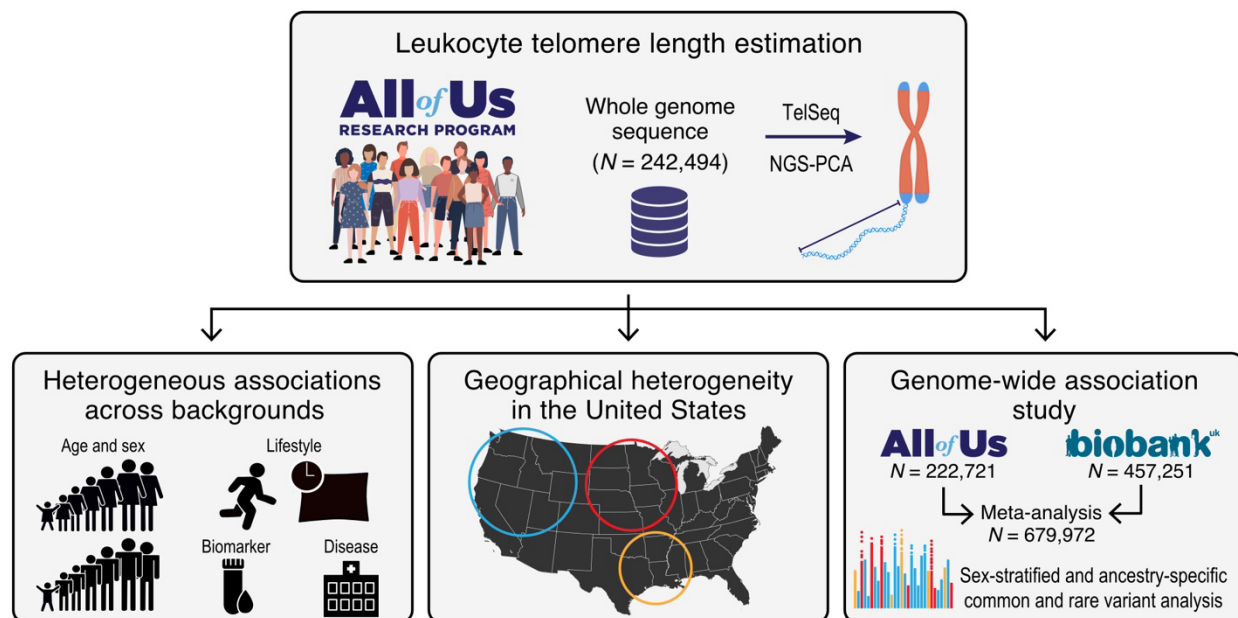 Leukocyte telomere length estimation
All of Us
RESEARCH PROGRAM
Whole genome
sequence
(N = 242,494)
TelSeq
NGS-PCA
Heterogeneous associations
across backgrounds
Age and sex
Lifestyle
Biomarker
Disease
Geographical heterogeneity
in the United States
Genome-wide association
study
All of Us
N = 222,721
biobank uk
N = 457,251
Meta-analysis
N = 679,972
Sex-stratified and ancestry-specific
common and rare variant analysis